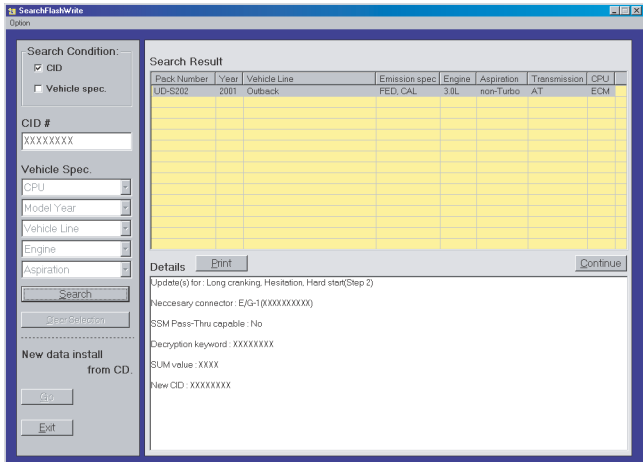 SearchFlashWrite
Option
Search Condition:
CID
Vehicle spec.
CID #
XXXXXXXX
Vehicle Spec.
CPU
Model Year
Vehicle Line
Engine
Aspiration
Search
Clear Selection
New data install
from CD.
Go
Exit
Search Result
Pack Number Year Vehicle Line Emission spec Engine Aspiration Transmission CPU
UD-S202 2001 Outback FED, CAL 3.0L non-Turbo AT ECM
Details Print Continue
Update(s) for : Long cranking, Hesitation, Hard start(Step 2)
Neccesary connector : E/G-1(XXXXXXXXXX)
SSM Pass-Thru capable : No
Decryption keyword : XXXXXXXX
SUM value : XXXX
New CID : XXXXXXXX